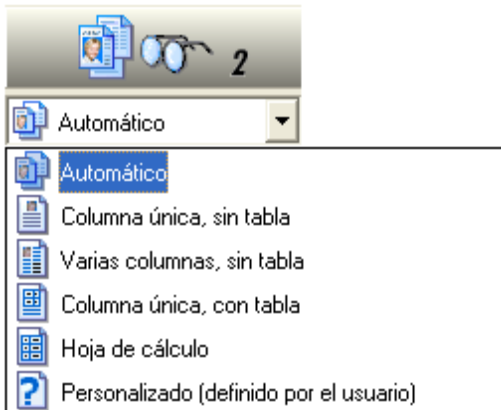 2
Automático
Automático
Columna única, sin tabla
Varias columnas, sin tabla
Columna única, con tabla
Hoja de cálculo
Personalizado (definido por el usuario)